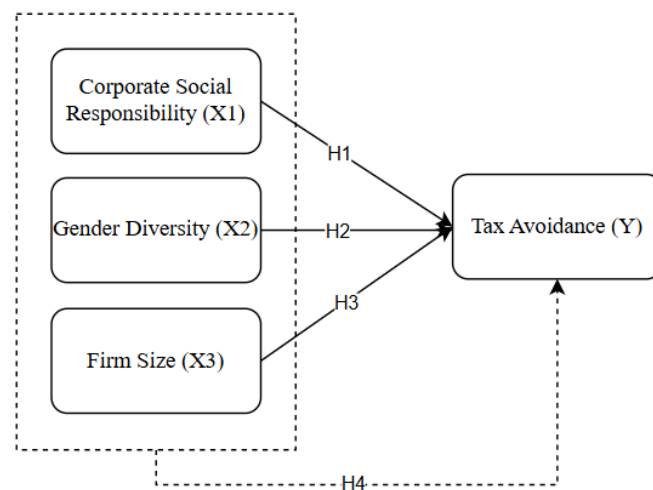 Corporate Social
Responsibility (X1)
H1
Gender Diversity (X2)
H2
Tax Avoidance (Y)
H3
Firm Size (X3)
H4